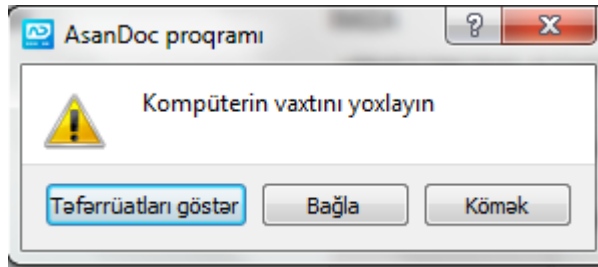 AsanDoc proqramı
Kompüterin vaxtını yoxlayın
Təfərrüatları göstər Bağla Kömək